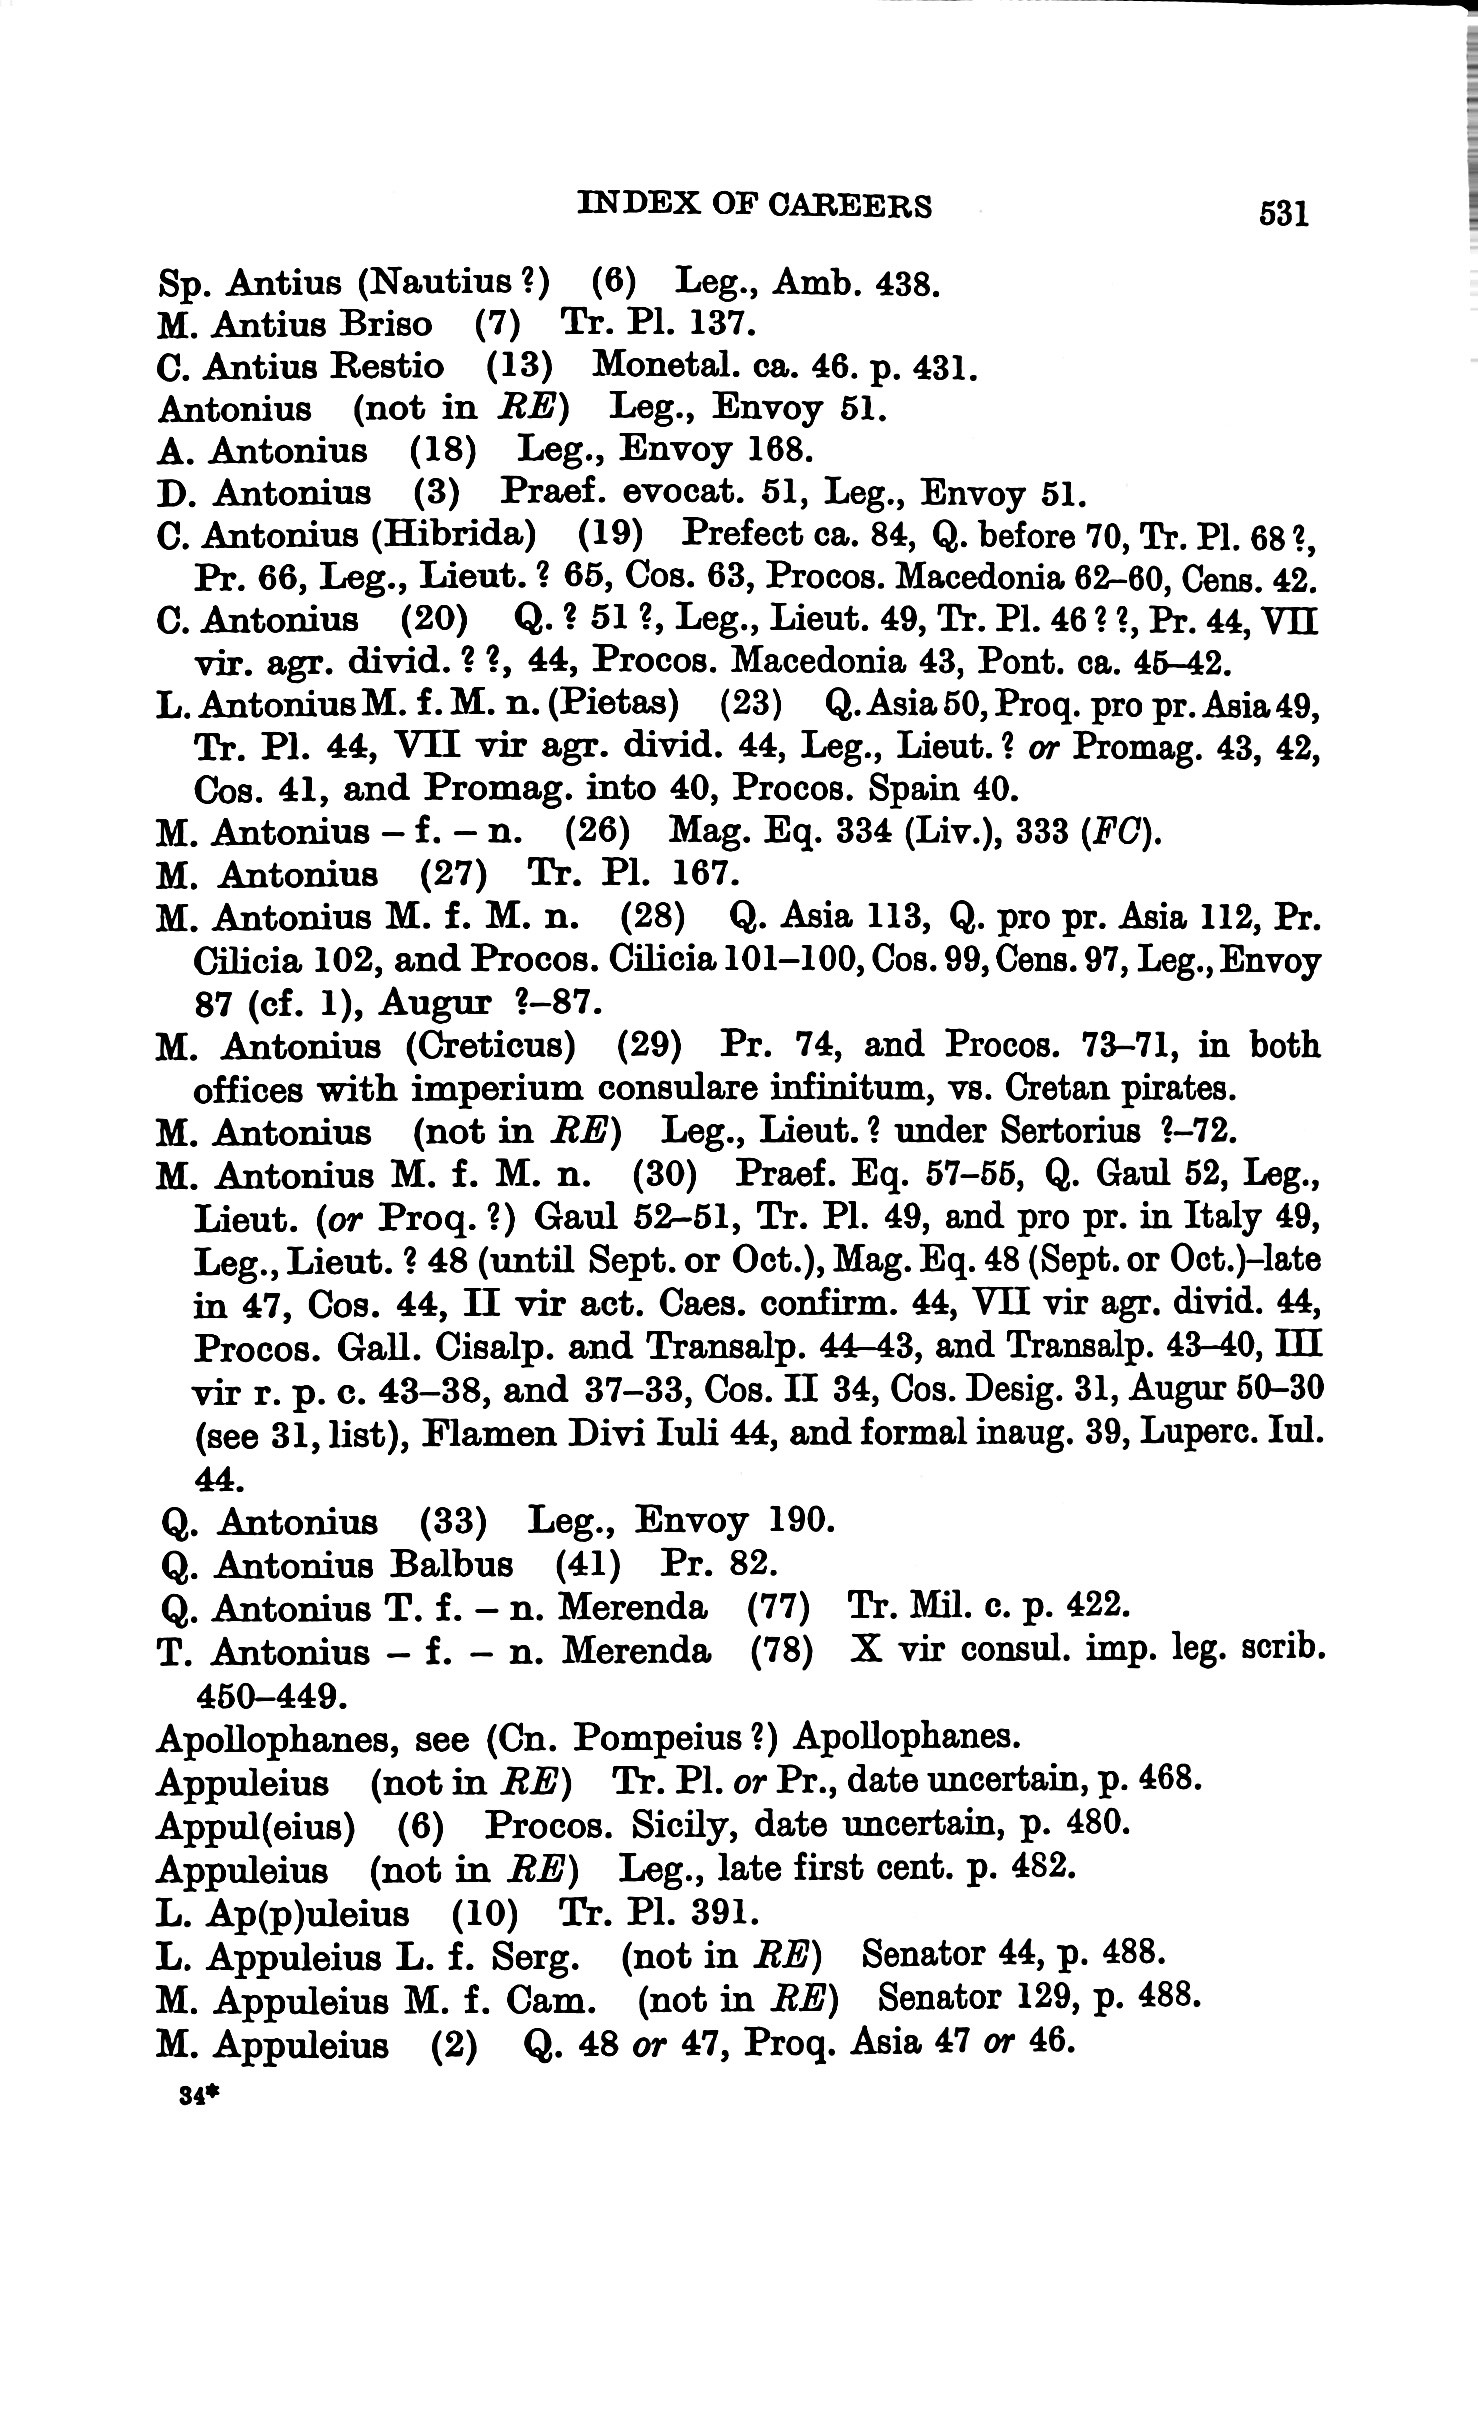 INDEX OF CAREERS 531
Sp. Antius (Nautius ?) (6) Leg., Amb. 438.
M. Antius Briso (7) Tr. Pl. 137.
C. Antius Restio (13) Monetal. ca. 46. p. 431.
Antonius (not in RE) Leg., Envoy 51.
A. Antonius (18) Leg., Envoy 168.
D. Antonius (3) Praef. evocat. 51, Leg., Envoy 51.
C. Antonius (Hibrida) (19) Prefect ca. 84, Q. before 70, Tr. Pl. 68 ?,
Pr. 66, Leg., Lieut. ? 65, Cos. 63, Procos. Macedonia 62–60, Cens. 42.
C. Antonius (20) Q. ? 51 ?, Leg., Lieut. 49, Tr. Pl. 46 ? ?, Pr. 44, VII
vir. agr. divid. ? ?, 44, Procos. Macedonia 43, Pont. ca. 45–42.
L. Antonius M. f. M. n. (Pietas) (23) Q. Asia 50, Proq. pro pr. Asia 49,
Tr. Pl. 44, VII vir agr. divid. 44, Leg., Lieut. ? or Promag. 43, 42,
Cos. 41, and Promag. into 40, Procos. Spain 40.
M. Antonius – f. – n. (26) Mag. Eq. 334 (Liv.), 333 (FC).
M. Antonius (27) Tr. Pl. 167.
M. Antonius M. f. M. n. (28) Q. Asia 113, Q. pro pr. Asia 112, Pr.
Cilicia 102, and Procos. Cilicia 101–100, Cos. 99, Cens. 97, Leg., Envoy
87 (cf. 1), Augur ?–87.
M. Antonius (Creticus) (29) Pr. 74, and Procos. 73–71, in both
offices with imperium consulare infinitum, vs. Cretan pirates.
M. Antonius (not in RE) Leg., Lieut. ? under Sertorius ?–72.
M. Antonius M. f. M. n. (30) Praef. Eq. 57–55, Q. Gaul 52, Leg.,
Lieut. (or Proq. ?) Gaul 52–51, Tr. Pl. 49, and pro pr. in Italy 49,
Leg., Lieut. ? 48 (until Sept. or Oct.), Mag. Eq. 48 (Sept. or Oct.)–late
in 47, Cos. 44, II vir act. Caes. confirm. 44, VII vir agr. divid. 44,
Procos. Gall. Cisalp. and Transalp. 44–43, and Transalp. 43–40, III
vir r. p. c. 43–38, and 37–33, Cos. II 34, Cos. Desig. 31, Augur 50–30
(see 31, list), Flamen Divi Iuli 44, and formal inaug. 39, Luperc. Iul.
44.
Q. Antonius (33) Leg., Envoy 190.
Q. Antonius Balbus (41) Pr. 82.
Q. Antonius T. f. – n. Merenda (77) Tr. Mil. c. p. 422.
T. Antonius – f. – n. Merenda (78) X vir consul. imp. leg. scrib.
450–449.
Apollophanes, see (Cn. Pompeius ?) Apollophanes.
Appuleius (not in RE) Tr. Pl. or Pr., date uncertain, p. 468.
Appul(eius) (6) Procos. Sicily, date uncertain, p. 480.
Appuleius (not in RE) Leg., late first cent. p. 482.
L. Ap(p)uleius (10) Tr. Pl. 391.
L. Appuleius L. f. Serg. (not in RE) Senator 44, p. 488.
M. Appuleius M. f. Cam. (not in RE) Senator 129, p. 488.
M. Appuleius (2) Q. 48 or 47, Proq. Asia 47 or 46.
34*